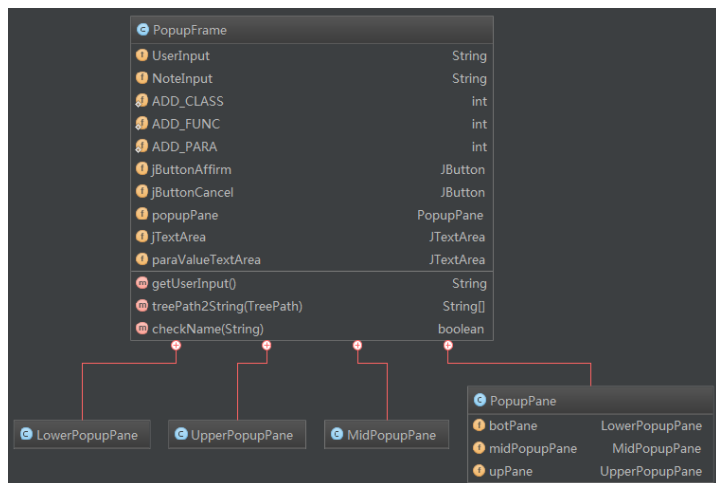 PopupFrame
UserInput String
NoteInput String
ADD_CLASS int
ADD_FUNC int
ADD_PARA int
jButtonAffirm JButton
jButtonCancel JButton
popupPane PopupPane
jTextArea JTextArea
paraValueTextArea JTextArea
getUserInput() String
treePath2String(TreePath) String[]
checkName(String) boolean
LowerPopupPane
UpperPopupPane
MidPopupPane
PopupPane
botPane LowerPopupPane
midPopupPane MidPopupPane
upPane UpperPopupPane